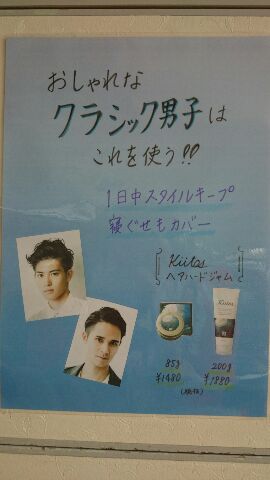 おしゃれな
クラシック男子は
これを使う!!
1日中スタイルキープ
寝ぐせもカバー
Kiitos
ヘアハードジャム
85g
¥1480
200g
¥1880
(税抜)